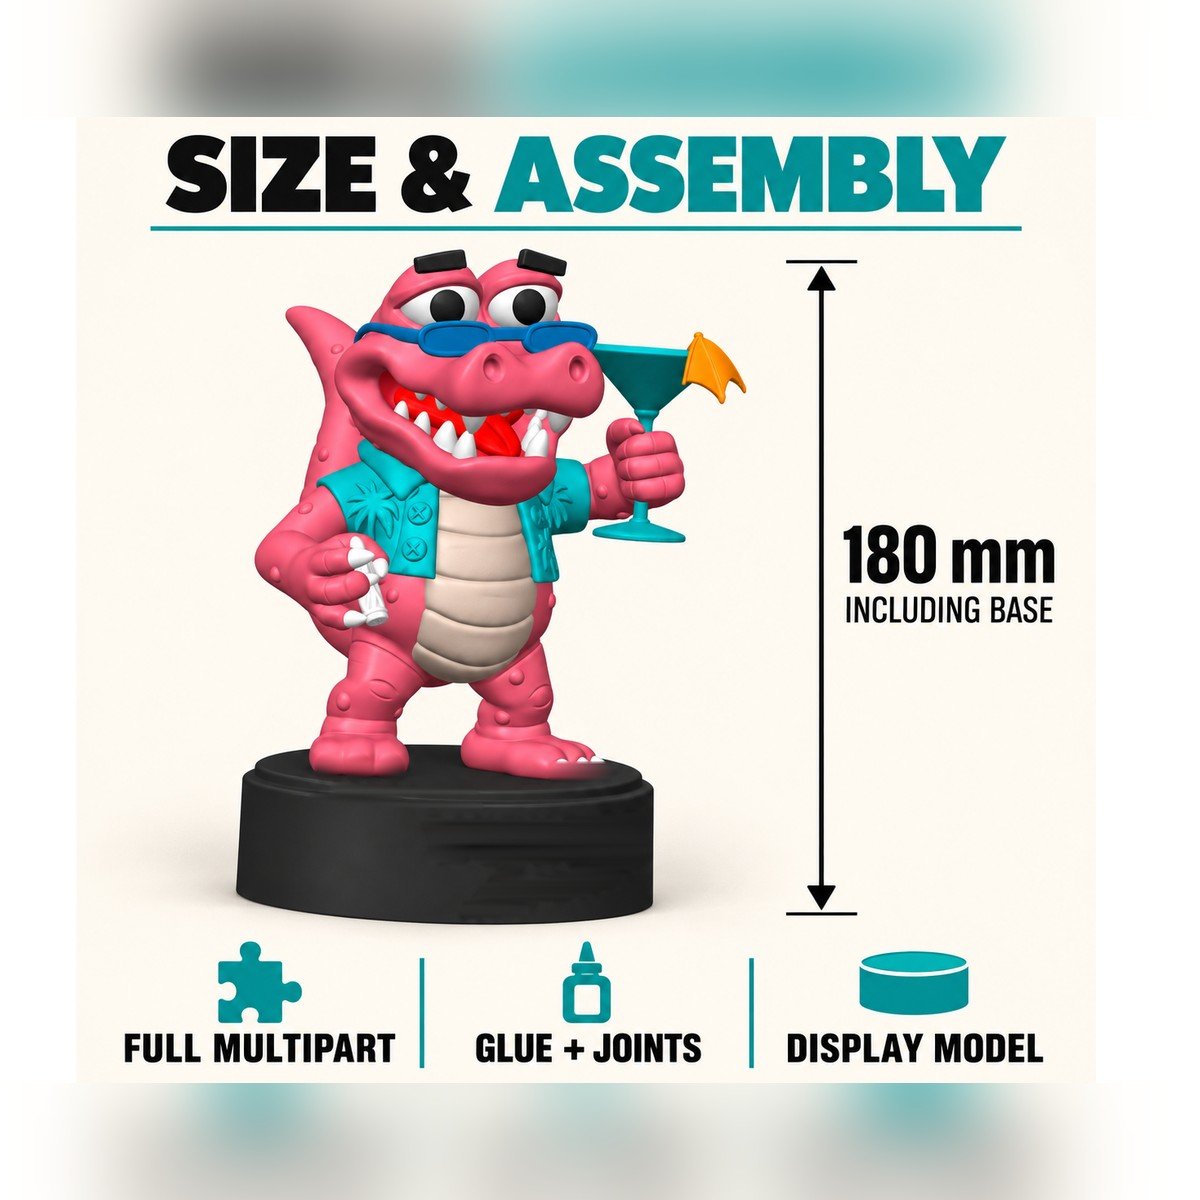 SIZE & ASSEMBLY
180 mm
INCLUDING BASE
FULL MULTIPART
GLUE + JOINTS
DISPLAY MODEL